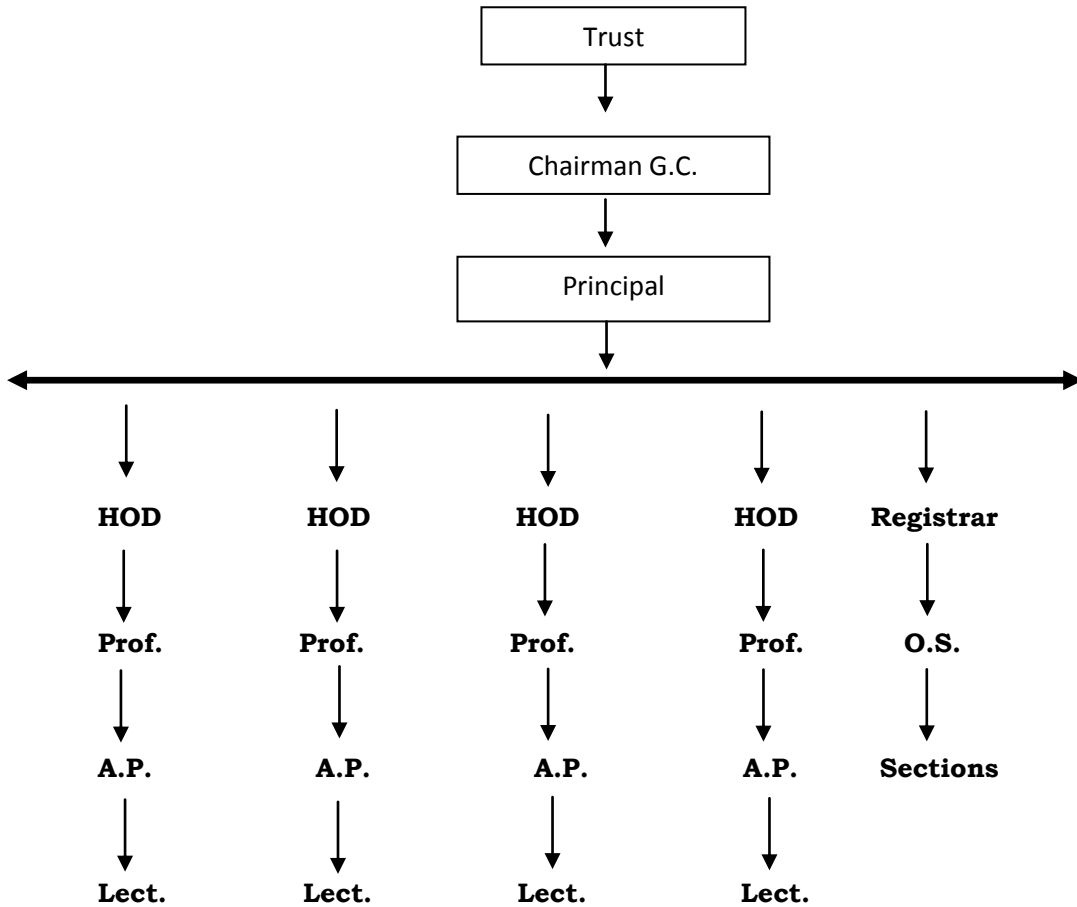 Trust
Chairman G.C.
Principal
HOD HOD HOD HOD Registrar
Prof. Prof. Prof. Prof. O.S.
A.P. A.P. A.P. A.P. Sections
Lect. Lect. Lect. Lect.